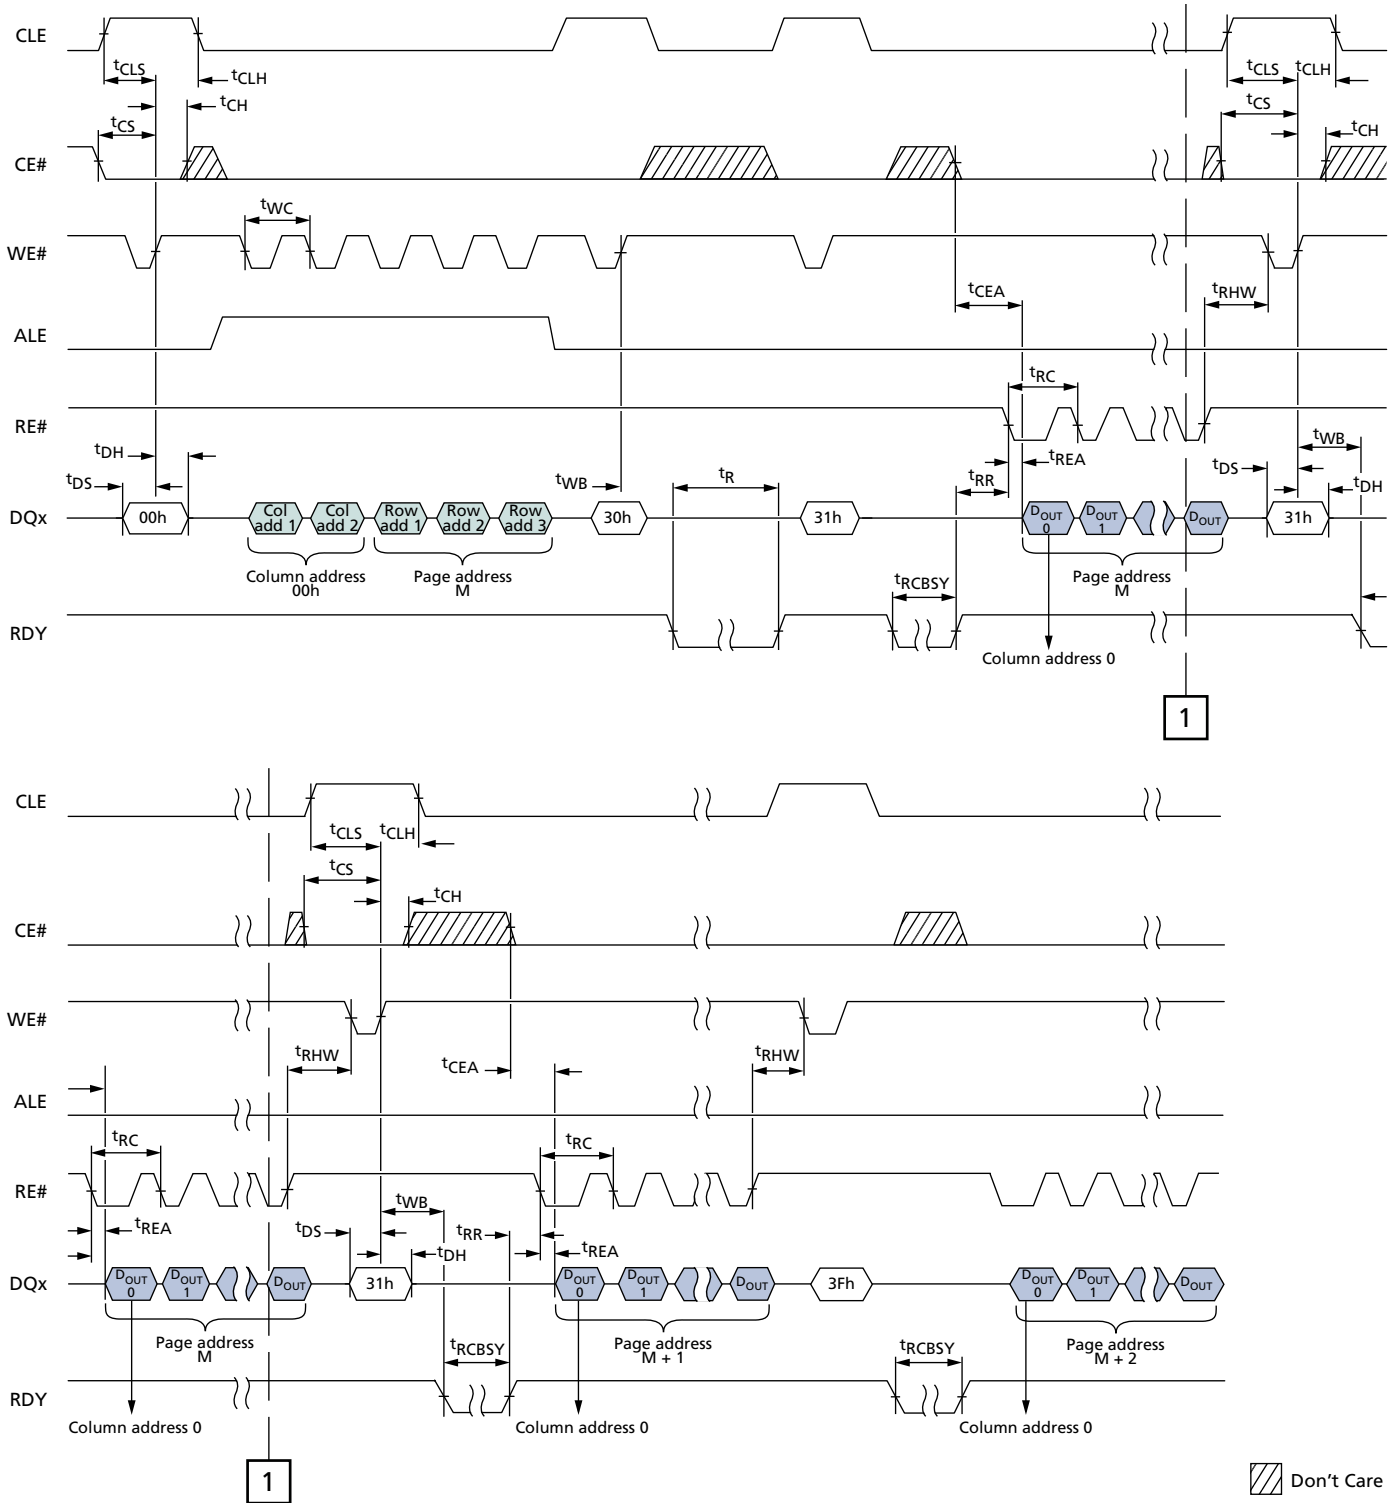 CLE
tCLS
tCLH
tCLS
tCLH
tCH
tCS
tCS
tCH
CE#
tWC
WE#
tCEA
tRHW
ALE
tRC
RE#
tDH
tREA
tWB
tDS
tWB
tR
tRR
tDS
tDH
DQx
00h
Col add 1
Col add 2
Row add 1
Row add 2
Row add 3
30h
31h
DOUT 0
DOUT 1
DOUT
31h
Column address 00h
Page address M
Page address M
tRCBSY
RDY
Column address 0
1
CLE
tCLS
tCLH
tCS
tCH
CE#
WE#
tRHW
tCEA
tRHW
ALE
tRC
tRC
RE#
tREA
tWB
tDS
tRR
tDH
tREA
DQx
DOUT 0
DOUT 1
DOUT
31h
DOUT 0
DOUT 1
DOUT
3Fh
DOUT 0
DOUT 1
DOUT
Page address M
Page address M + 1
Page address M + 2
tRCBSY
tRCBSY
RDY
Column address 0
Column address 0
Column address 0
1
Don't Care